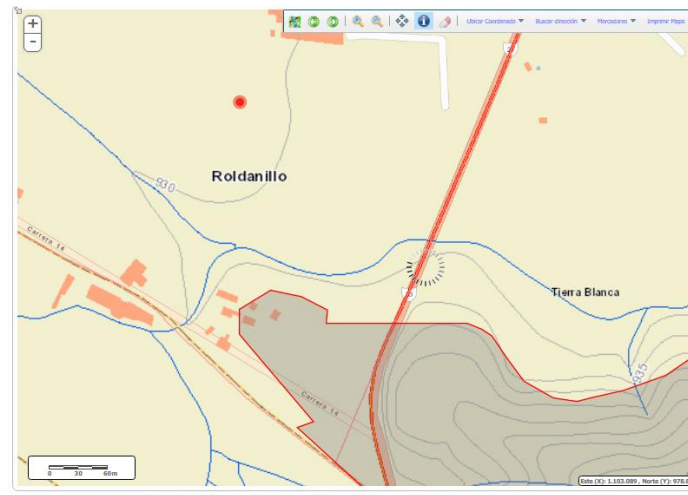 Ubicar Coordenada Buscar dirección Marcadores Imprimir Mapa
Roldanillo
930
Carrera 14
Tierra Blanca
935
Carrera 14
0 30 60m
Este (X): 1.103.089 , Norte (Y): 978.